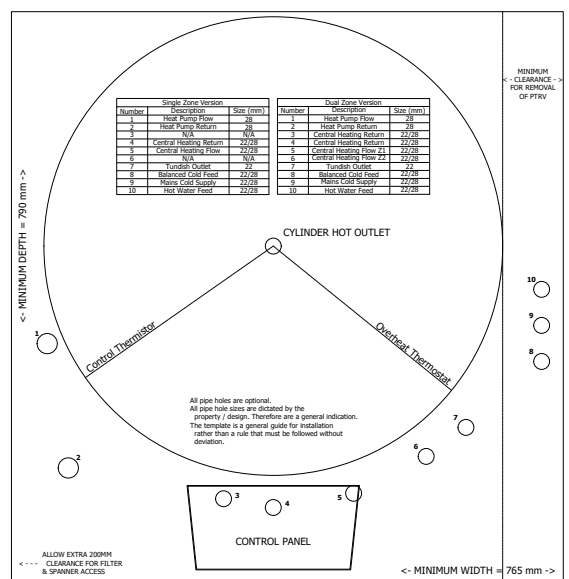 MINIMUM
< - CLEARANCE - >
FOR REMOVAL
OF PTRV
Single Zone Version
Number Description Size (mm)
1 Heat Pump Flow 28
2 Heat Pump Return 28
3 N/A N/A
4 Central Heating Return 22/28
5 Central Heating Flow 22/28
6 N/A N/A
7 Tundish Outlet 22
8 Balanced Cold Feed 22/28
9 Mains Cold Supply 22/28
10 Hot Water Feed 22/28
Dual Zone Version
Number Description Size (mm)
1 Heat Pump Flow 28
2 Heat Pump Return 28
3 Central Heating Return 22/28
4 Central Heating Return 22/28
5 Central Heating Flow Z1 22/28
6 Central Heating Flow Z2 22/28
7 Tundish Outlet 22
8 Balanced Cold Feed 22/28
9 Mains Cold Supply 22/28
10 Hot Water Feed 22/28
<- MINIMUM DEPTH = 790 mm ->
CYLINDER HOT OUTLET
10
9
8
1
Control Thermistor
Overheat Thermostat
All pipe holes are optional.
All pipe hole sizes are dictated by the
property / design. Therefore are a general indication.
The template is a general guide for installation
rather than a rule that must be followed without
deviation.
7
6
2
3
4
5
CONTROL PANEL
ALLOW EXTRA 200MM
< - - - CLEARANCE FOR FILTER
& SPANNER ACCESS
<- MINIMUM WIDTH = 765 mm ->